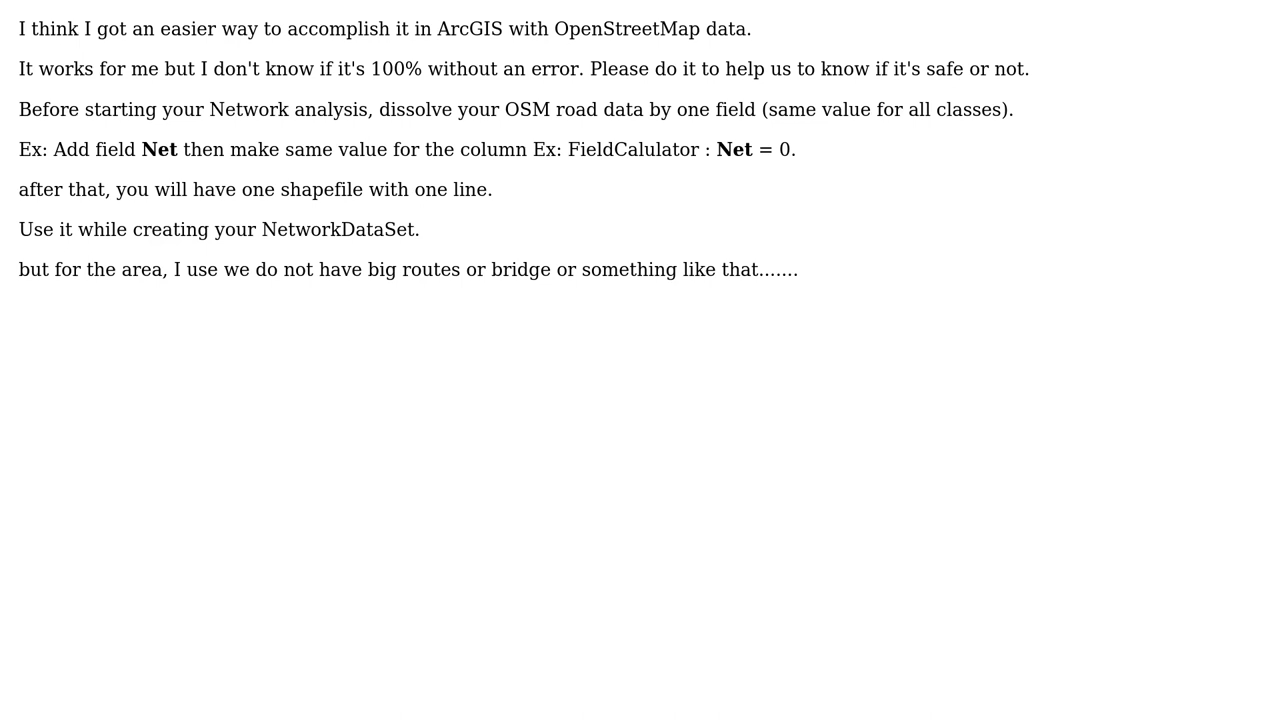 I think I got an easier way to accomplish it in ArcGIS with OpenStreetMap data.
It works for me but I don't know if it's 100% without an error. Please do it to help us to know if it's safe or not.
Before starting your Network analysis, dissolve your OSM road data by one field (same value for all classes).
Ex: Add field Net then make same value for the column Ex: FieldCalulator : Net = 0.
after that, you will have one shapefile with one line.
Use it while creating your NetworkDataSet.
but for the area, I use we do not have big routes or bridge or something like that.......